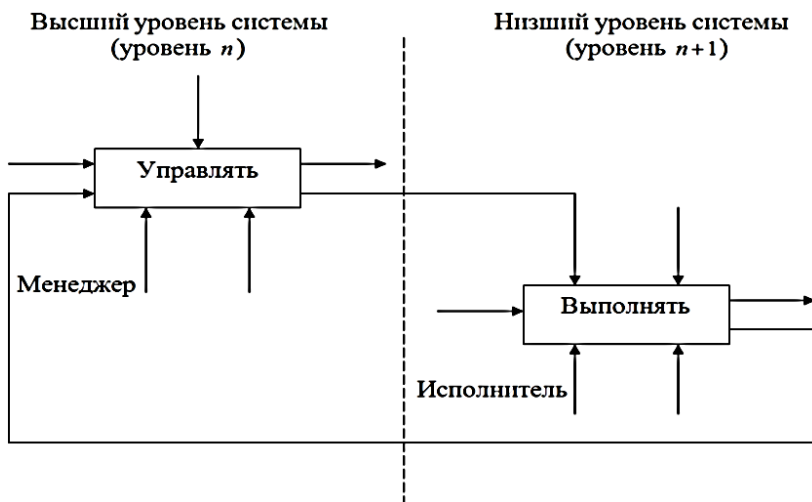 Высший уровень системы
(уровень n)
Низший уровень системы
(уровень n+1)
Управлять
Менеджер
Выполнять
Исполнитель